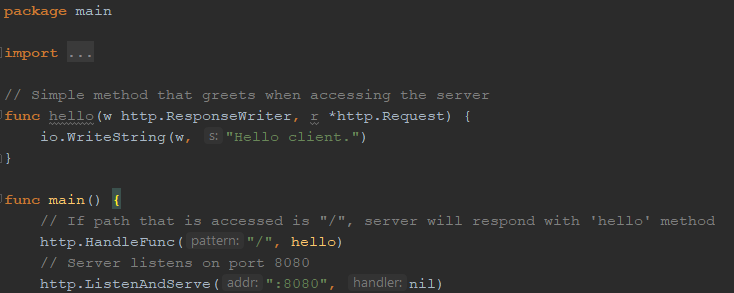 package main
import ...
// Simple method that greets when accessing the server
func hello(w http.ResponseWriter, r *http.Request) {
io.WriteString(w, s: "Hello client.")
}
func main() {
// If path that is accessed is "/", server will respond with 'hello' method
http.HandleFunc( pattern: "/", hello)
// Server listens on port 8080
http.ListenAndServe( addr: ":8080", handler: nil)